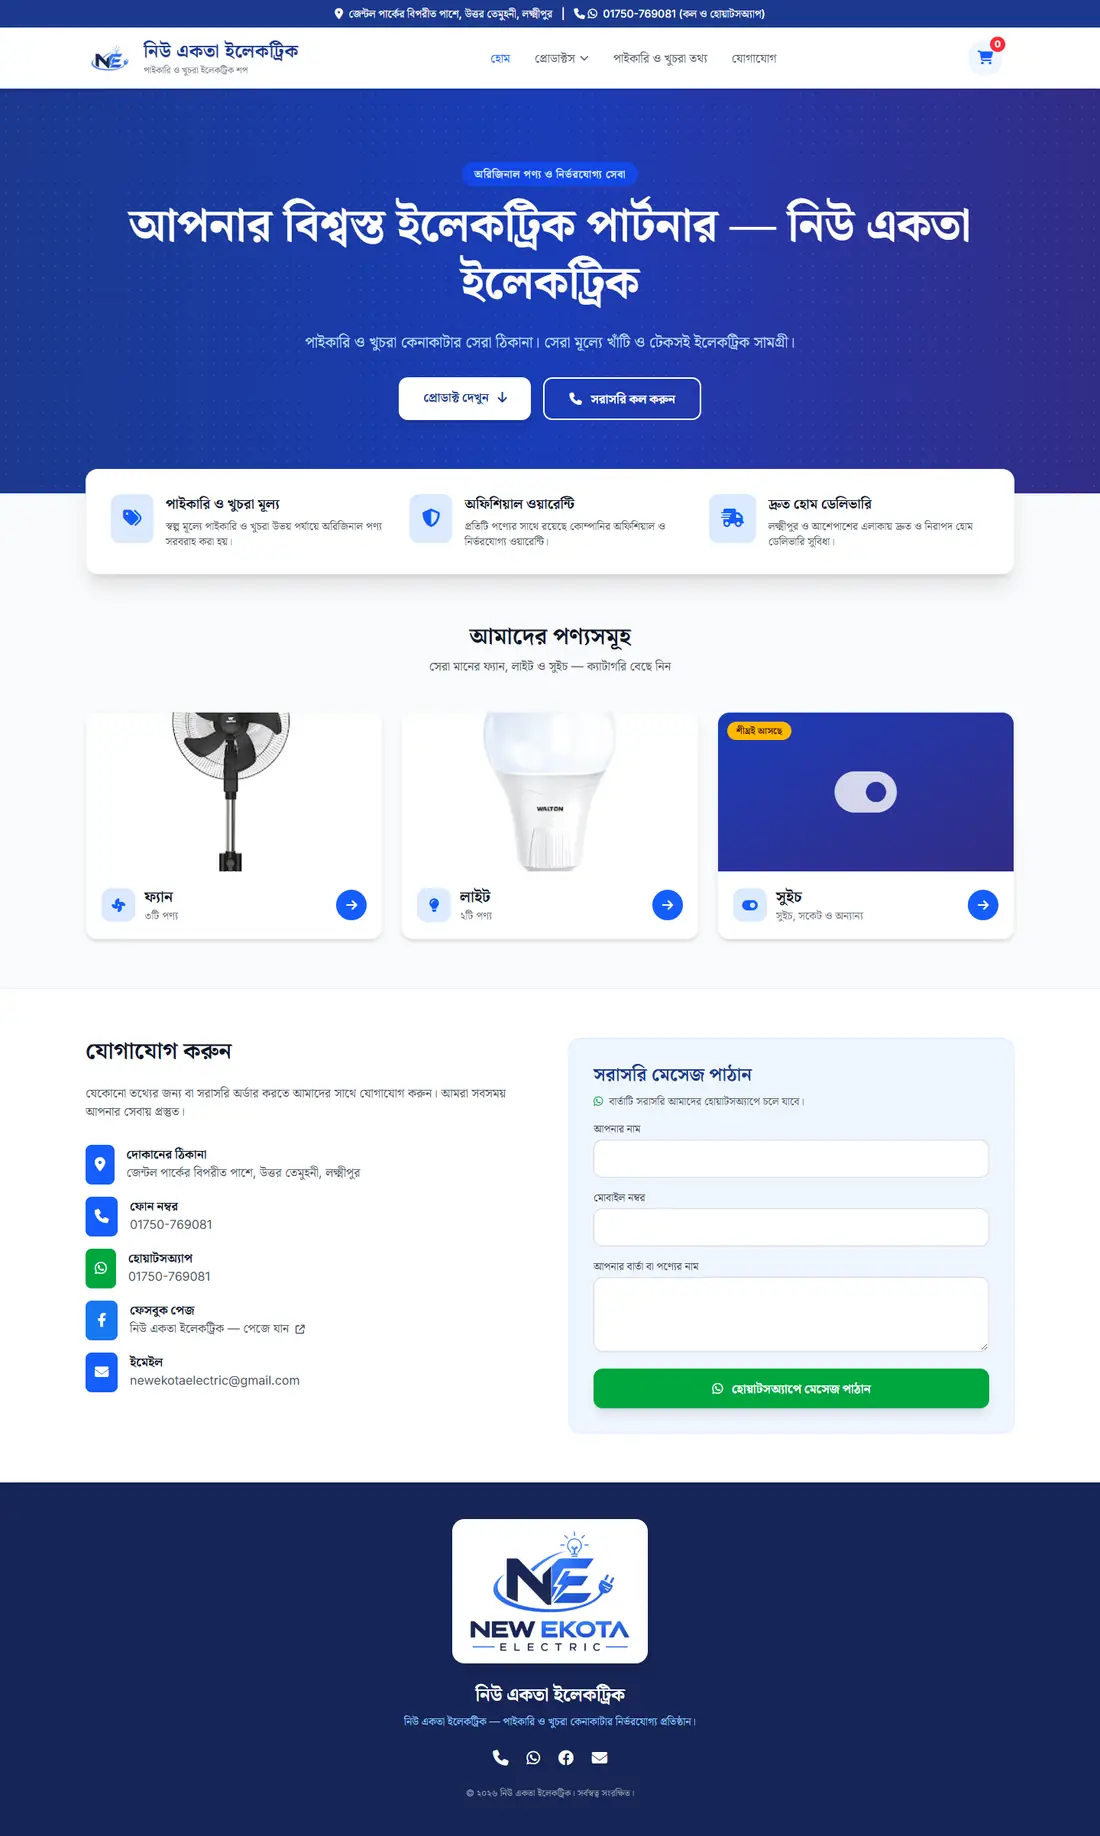 জেন্টল পার্কের বিপরীত পাশে, উত্তর তেমুহনী, লক্ষ্মীপুর | 01750-769081 (কল ও হোয়াটসঅ্যাপ)
NE
নিউ একতা ইলেকট্রিক
পাইকারি ও খুচরা ইলেকট্রিক শপ
হোম
প্রোডাক্টস
পাইকারি ও খুচরা তথ্য
যোগাযোগ
0
অরিজিনাল পণ্য ও নির্ভরযোগ্য সেবা
আপনার বিশ্বস্ত ইলেকট্রিক পার্টনার — নিউ একতা
ইলেকট্রিক
পাইকারি ও খুচরা কেনাকাটার সেরা ঠিকানা। সেরা মূল্যে খাঁটি ও টেকসই ইলেকট্রিক সামগ্রী।
প্রোডাক্ট দেখুন
সরাসরি কল করুন
পাইকারি ও খুচরা মূল্য
স্বল্প মূল্যে পাইকারি ও খুচরা উভয় পর্যায়ে অরিজিনাল পণ্য
সরবরাহ করা হয়।
অফিশিয়াল ওয়ারেন্টি
প্রতিটি পণ্যের সাথে রয়েছে কোম্পানির অফিশিয়াল ও
নির্ভরযোগ্য ওয়ারেন্টি।
দ্রুত হোম ডেলিভারি
লক্ষ্মীপুর ও আশেপাশের এলাকায় দ্রুত ও নিরাপদ হোম
ডেলিভারি সুবিধা।
আমাদের পণ্যসমূহ
সেরা মানের ফ্যান, লাইট ও সুইচ — ক্যাটাগরি বেছে নিন
WALTON
শীঘ্রই আসছে
ফ্যান
৩টি পণ্য
লাইট
২টি পণ্য
সুইচ
সুইচ, সকেট ও অন্যান্য
যোগাযোগ করুন
যেকোনো তথ্যের জন্য বা সরাসরি অর্ডার করতে আমাদের সাথে যোগাযোগ করুন। আমরা সবসময়
আপনার সেবায় প্রস্তুত।
দোকানের ঠিকানা
জেন্টল পার্কের বিপরীত পাশে, উত্তর তেমুহনী, লক্ষ্মীপুর
ফোন নম্বর
01750-769081
হোয়াটসঅ্যাপ
01750-769081
ফেসবুক পেজ
নিউ একতা ইলেকট্রিক — পেজে যান
ইমেইল
newekotaelectric@gmail.com
সরাসরি মেসেজ পাঠান
বার্তাটি সরাসরি আমাদের হোয়াটসঅ্যাপে চলে যাবে।
আপনার নাম
মোবাইল নম্বর
আপনার বার্তা বা পণ্যের নাম
হোয়াটসঅ্যাপে মেসেজ পাঠান
NE
NEW EKOTA
ELECTRIC
নিউ একতা ইলেকট্রিক
নিউ একতা ইলেকট্রিক — পাইকারি ও খুচরা কেনাকাটার নির্ভরযোগ্য প্রতিষ্ঠান।
© ২০২৬ নিউ একতা ইলেকট্রিক। সর্বস্বত্ব সংরক্ষিত।